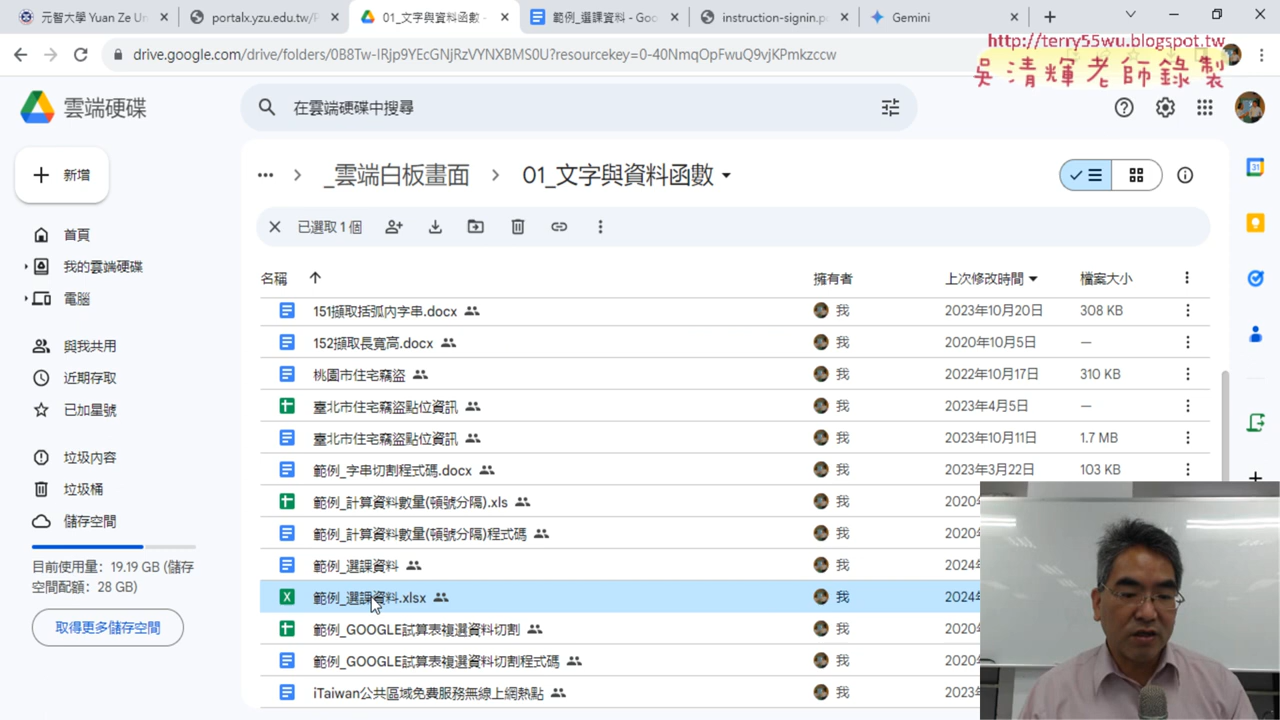 元智大學 Yuan Ze Un
portalx.yzu.edu.tw/P
01_文字與資料函數 -
範例_選課資料 - Goo
instruction-signin.p
Gemini
drive.google.com/drive/folders/0B8Tw-lRjp9YEcGNjRzVYNXBMS0U?resourcekey=0-40NmqOpFwuQ9vjKPmkzccw
http://terry55wu.blogspot.tw
吳清輝老師錄製
雲端硬碟
在雲端硬碟中搜尋
新增
_雲端白板畫面
01_文字與資料函數
已選取 1 個
首頁
我的雲端硬碟
電腦
與我共用
近期存取
已加星號
垃圾內容
垃圾桶
儲存空間
目前使用量: 19.19 GB (儲存
空間配額: 28 GB)
取得更多儲存空間
名稱 擁有者 上次修改時間 檔案大小
151擷取括弧內字串.docx 我 2023年10月20日 308 KB
152擷取長寬高.docx 我 2020年10月5日 —
桃園市住宅竊盜 我 2022年10月17日 310 KB
臺北市住宅竊盜點位資訊 我 2023年4月5日 —
臺北市住宅竊盜點位資訊 我 2023年10月11日 1.7 MB
範例_字串切割程式碼.docx 我 2023年3月22日 103 KB
範例_計算資料數量(頓號分隔).xls 我 2020
範例_計算資料數量(頓號分隔)程式碼 我 2020
範例_選課資料 我 2024
範例_選課資料.xlsx 我 2024
範例_GOOGLE試算表複選資料切割 我 2020
範例_GOOGLE試算表複選資料切割程式碼 我 2020
iTaiwan公共區域免費服務無線上網熱點 我 2023